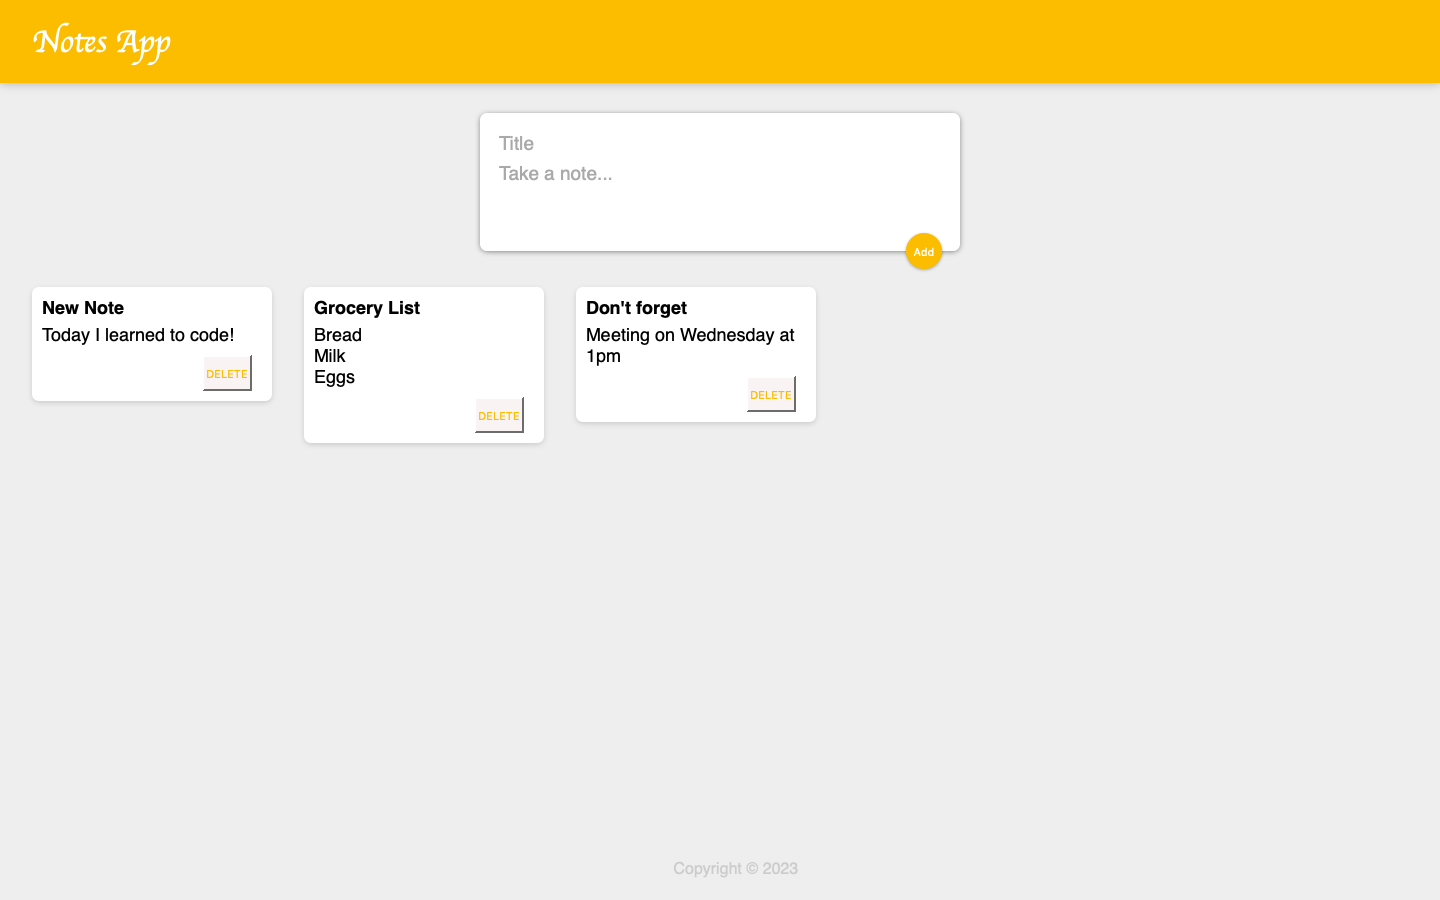 Notes App
Title
Take a note...
Add
New Note
Today I learned to code!
DELETE
Grocery List
Bread
Milk
Eggs
DELETE
Don't forget
Meeting on Wednesday at
1pm
DELETE
Copyright © 2023